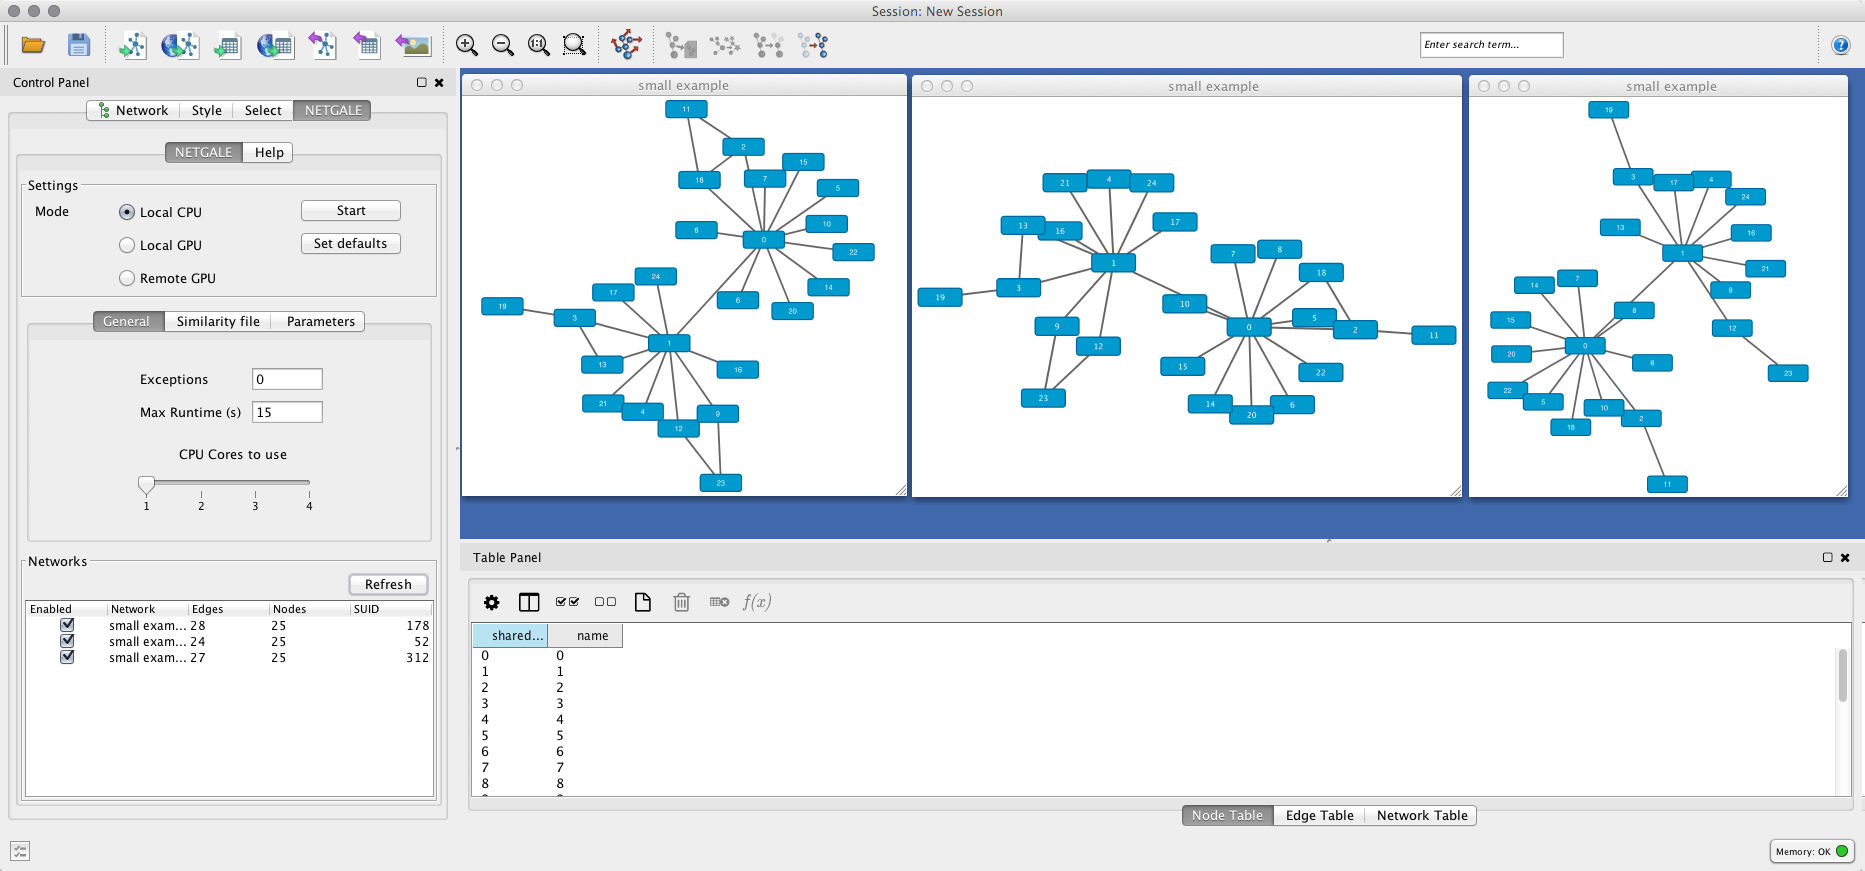 Session: New Session
Enter search term...
?
Control Panel
Network Style Select NETGALE
NETGALE Help
Settings
Mode
Local CPU
Start
Local GPU
Set defaults
Remote GPU
General Similarity file Parameters
Exceptions 0
Max Runtime (s) 15
CPU Cores to use
1 2 3 4
Networks
Refresh
Enabled Network Edges Nodes SUID
small exam... 28 25 178
small exam... 24 25 52
small exam... 27 25 312
small example
11
2
15
18
7
5
8
10
0
22
24
14
17
6
19
20
3
1
13
16
21
4
9
12
23
small example
21
4
24
13
16
17
7
8
1
18
3
19
10
5
9
0
2
11
12
15
22
23
14
20
6
small example
19
3
17
4
24
13
16
1
21
7
14
9
8
15
12
0
20
6
23
22
5
10
2
18
11
Table Panel
f(x)
shared... name
0 0
1 1
2 2
3 3
4 4
5 5
6 6
7 7
8 8
Node Table Edge Table Network Table
Memory: OK